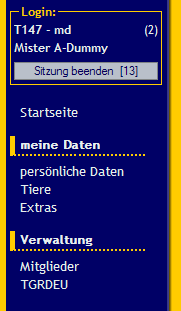 Login:
T147 - md (2)
Mister A-Dummy
Sitzung beenden [13]
Startseite
meine Daten
persönliche Daten
Tiere
Extras
Verwaltung
Mitglieder
TGRDEU